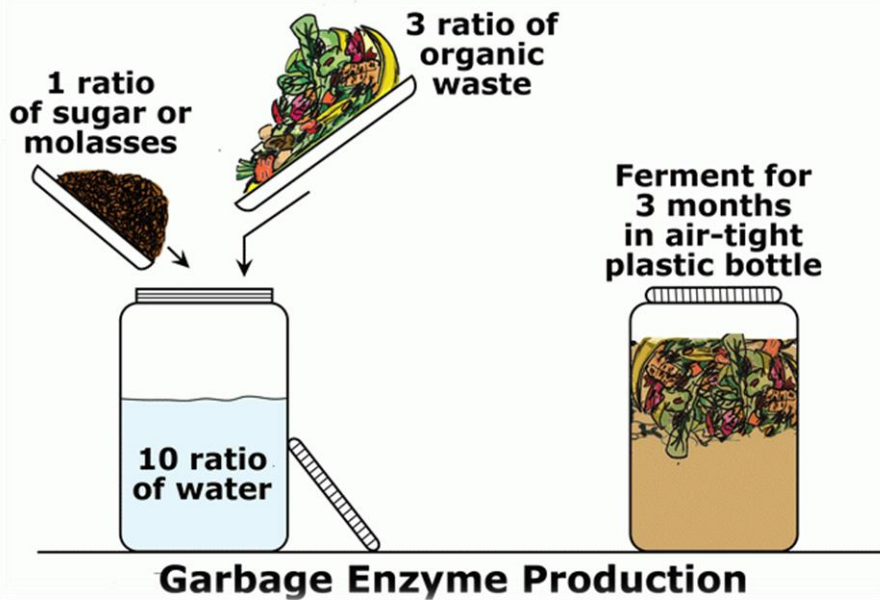 1 ratio
of sugar or
molasses
3 ratio of
organic
waste
Ferment for
3 months
in air-tight
plastic bottle
10 ratio
of water
Garbage Enzyme Production